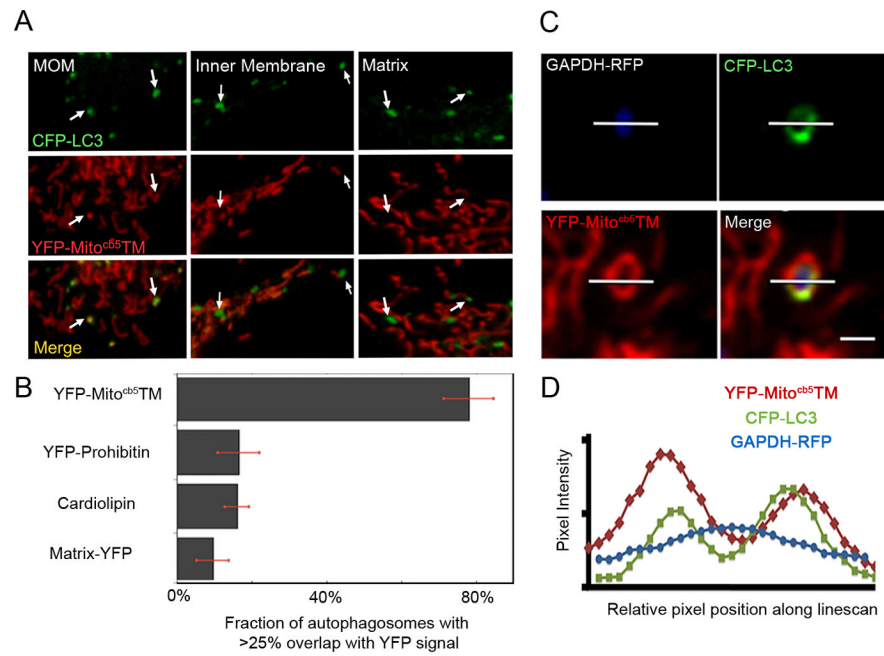 A
MOM
Inner Membrane
Matrix
CFP-LC3
YFP-Mitocb5TM
Merge
B
YFP-Mitocb5TM
YFP-Prohibitin
Cardiolipin
Matrix-YFP
0%
40%
80%
Fraction of autophagosomes with
>25% overlap with YFP signal
C
GAPDH-RFP
CFP-LC3
YFP-Mitocb5TM
Merge
D
YFP-Mitocb5TM
CFP-LC3
GAPDH-RFP
Pixel Intensity
Relative pixel position along linescan